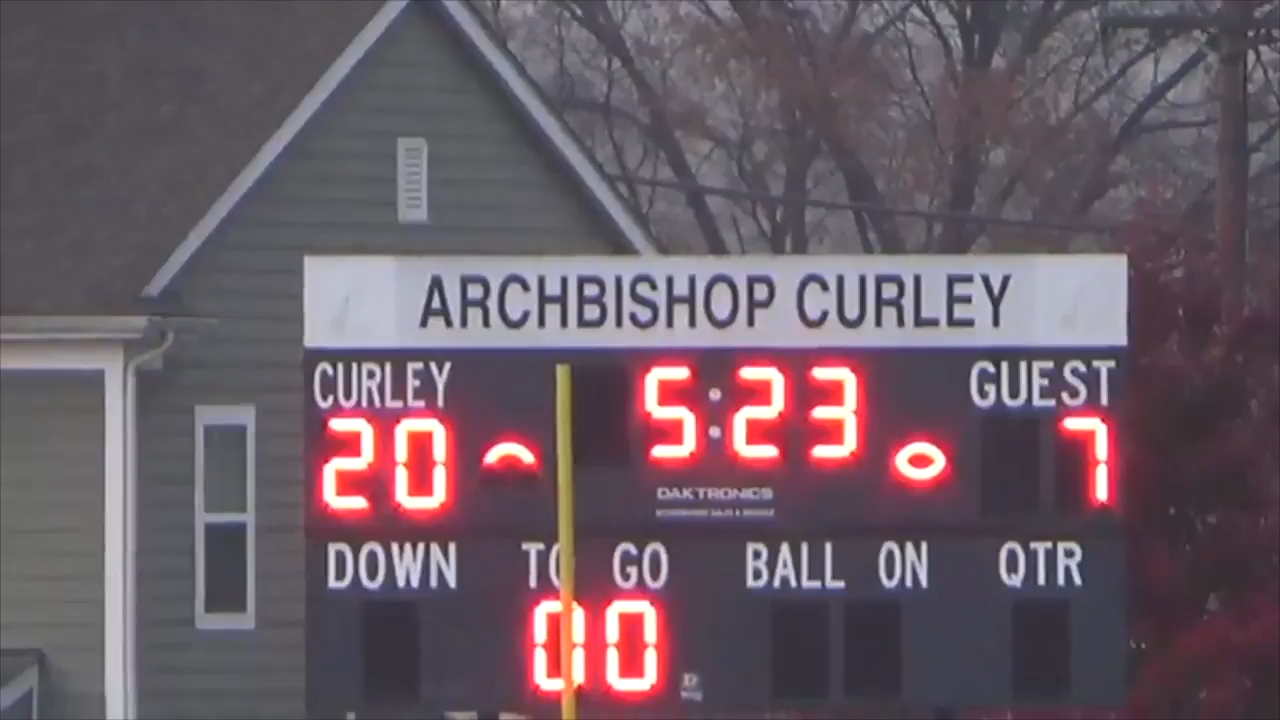 ARCHBISHOP CURLEY
CURLEY 5:23 GUEST
20 7
DAKTRONICS
DOWN TO GO BALL ON QTR
00